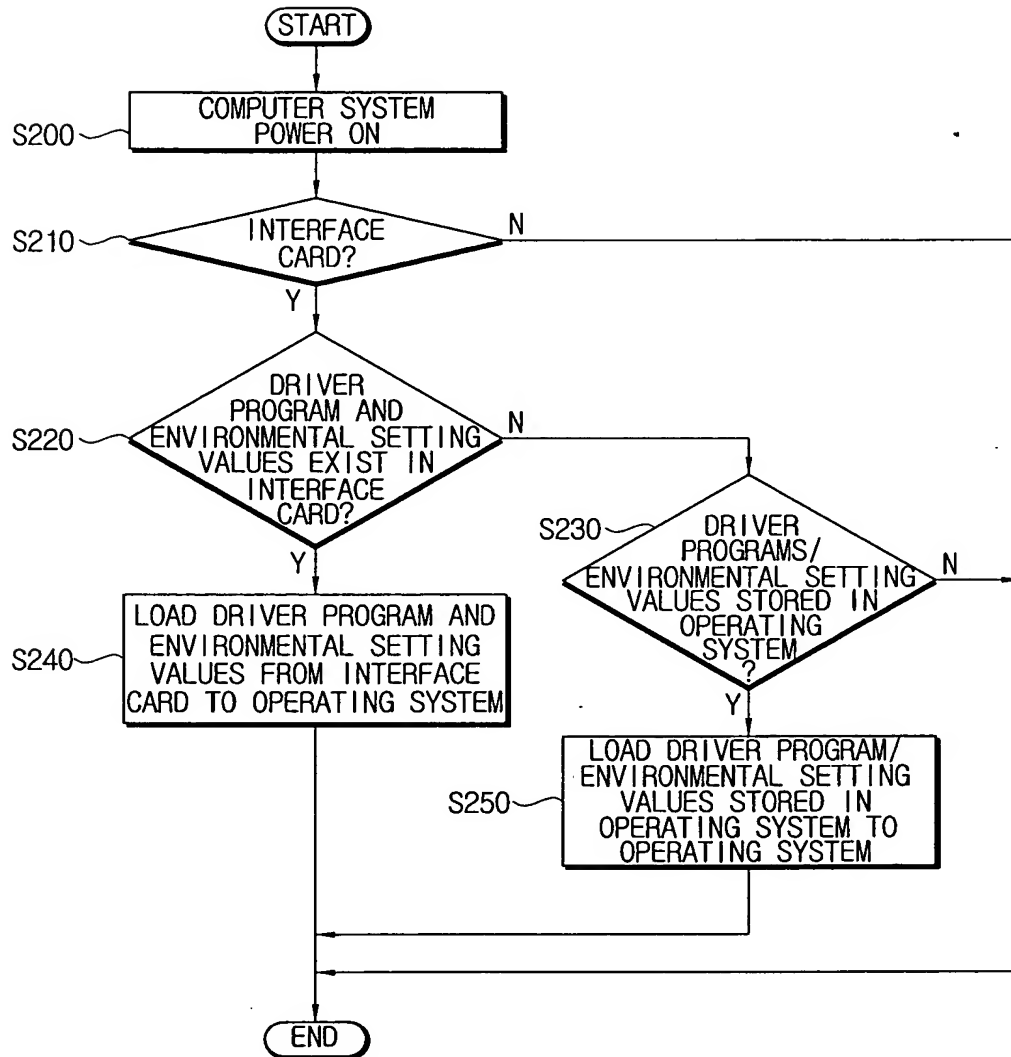 START
S200
COMPUTER SYSTEM
POWER ON
S210
INTERFACE
CARD?
N
Y
S220
DRIVER
PROGRAM AND
ENVIRONMENTAL SETTING
VALUES EXIST IN
INTERFACE
CARD?
N
Y
S230
DRIVER
PROGRAMS/
ENVIRONMENTAL SETTING
VALUES STORED IN
OPERATING
SYSTEM
?
N
Y
S240
LOAD DRIVER PROGRAM AND
ENVIRONMENTAL SETTING
VALUES FROM INTERFACE
CARD TO OPERATING SYSTEM
S250
LOAD DRIVER PROGRAM/
ENVIRONMENTAL SETTING
VALUES STORED IN
OPERATING SYSTEM TO
OPERATING SYSTEM
END